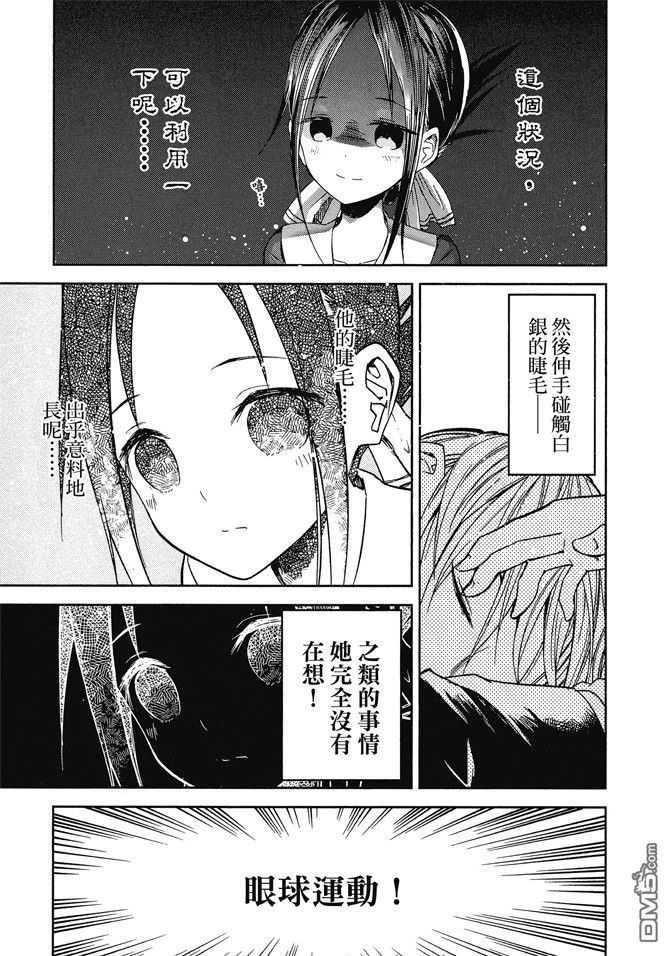 這個狀況，
可以利用一
下呢……
嘻…
然後伸手碰觸白
銀的睫毛——
他的睫毛……
出乎意料地
長呢……
之類的事情
她完全沒有
在想！
眼球運動！
DM5.com